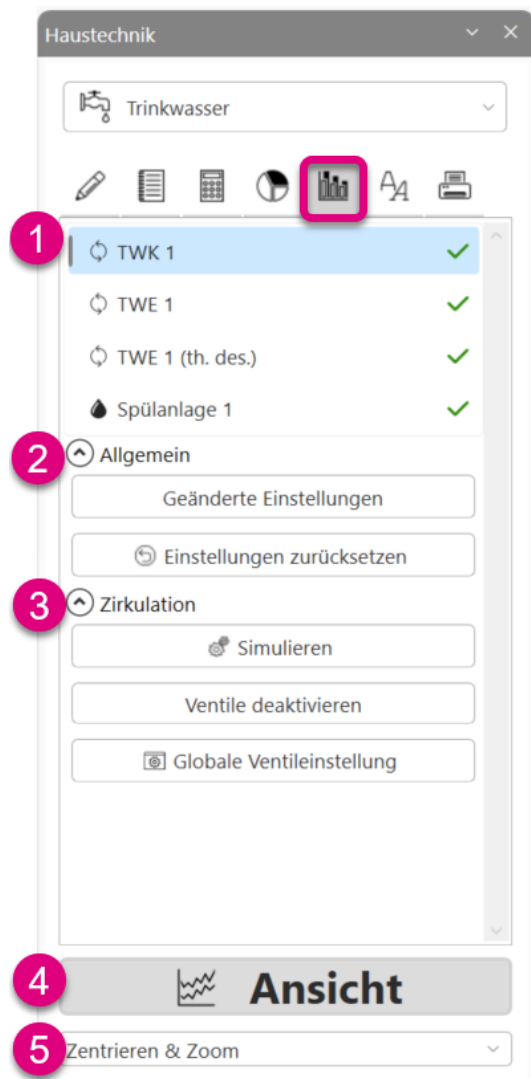 Haustechnik
Trinkwasser
1
TWK 1
TWE 1
TWE 1 (th. des.)
Spülanlage 1
2
Allgemein
Geänderte Einstellungen
Einstellungen zurücksetzen
3
Zirkulation
Simulieren
Ventile deaktivieren
Globale Ventileinstellung
4
Ansicht
5
Zentrieren & Zoom